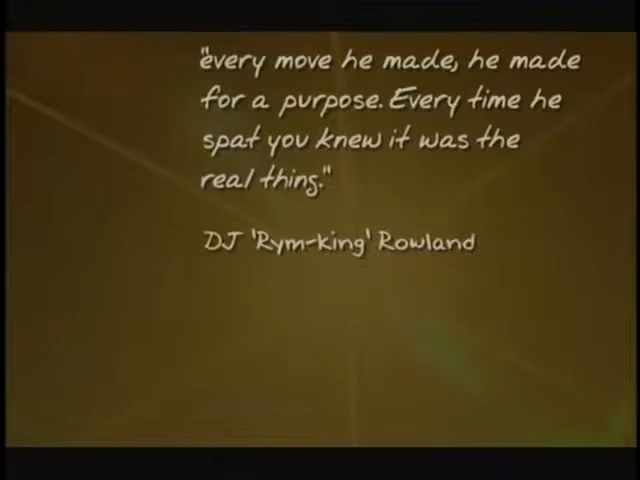 "every move he made, he made
for a purpose. Every time he
spat you knew it was the
real thing."
DJ 'Rym-king' Rowland